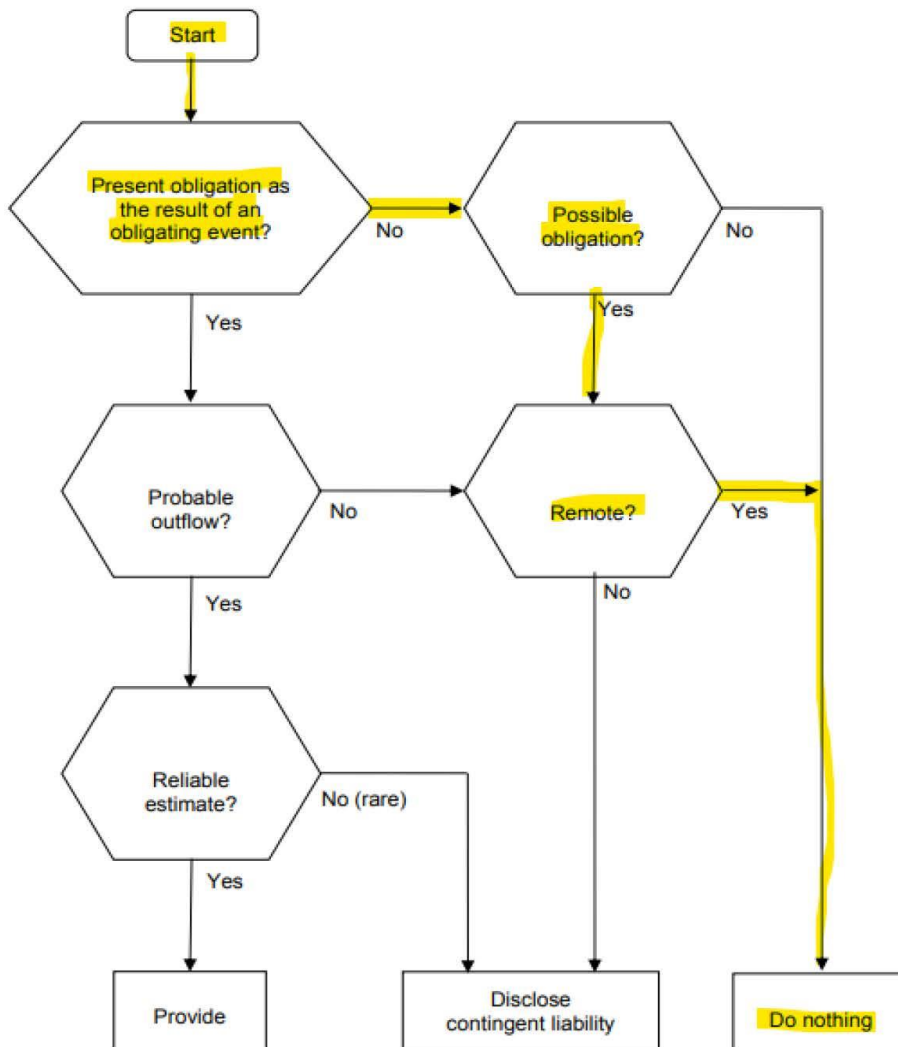 Start
Present obligation as
the result of an
obligating event?
No
Possible
obligation?
No
Yes
Yes
Probable
outflow?
No
Remote?
Yes
Yes
No
Reliable
estimate?
No (rare)
Yes
Provide
Disclose
contingent liability
Do nothing